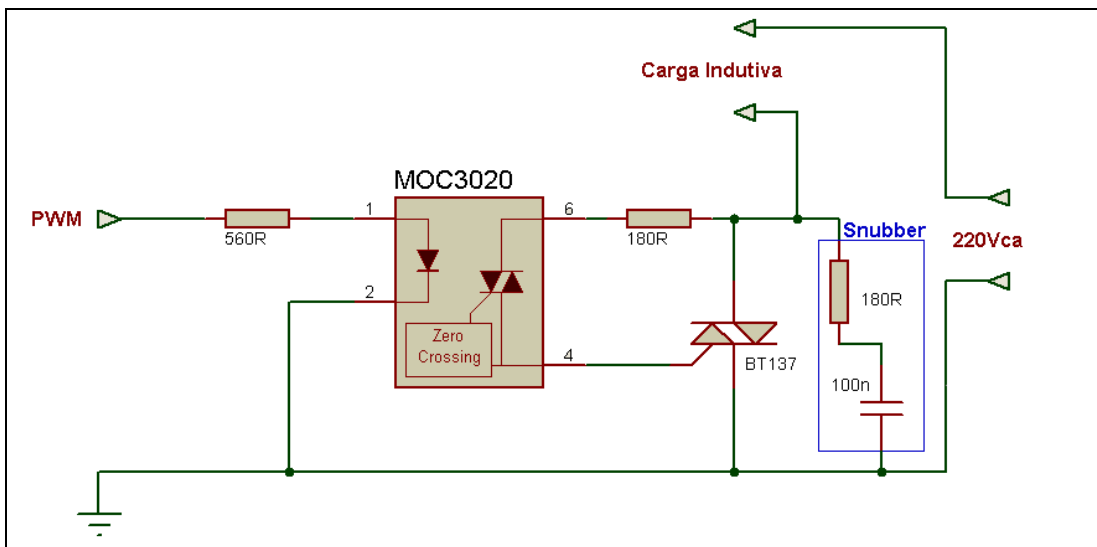 Carga Indutiva
MOC3020
PWM
560R
1
2
Zero
Crossing
6
4
180R
BT137
Snubber
180R
100n
220Vca